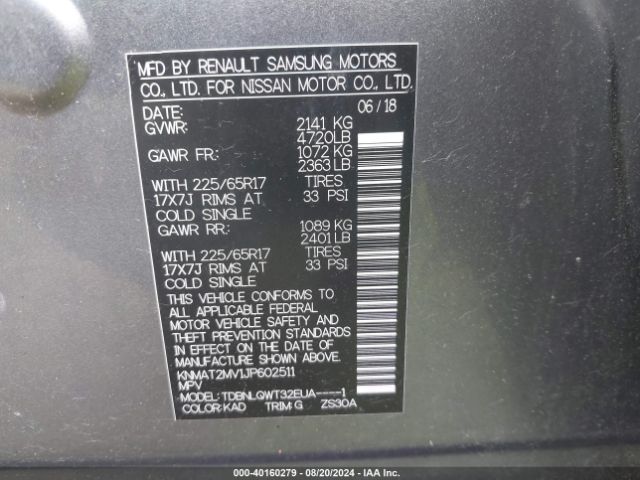 MFD BY RENAULT SAMSUNG MOTORS
CO., LTD. FOR NISSAN MOTOR CO., LTD.
DATE: 06/18
GVWR: 2141 KG
4720LB
GAWR FR: 1072 KG
2363 LB
WITH 225/65R17 TIRES
17X7J RIMS AT 33 PSI
COLD SINGLE
GAWR RR: 1089 KG
2401 LB
WITH 225/65R17 TIRES
17X7J RIMS AT 33 PSI
COLD SINGLE
THIS VEHICLE CONFORMS TO
ALL APPLICABLE FEDERAL
MOTOR VEHICLE SAFETY AND
THEFT PREVENTION STANDARDS
IN EFFECT ON THE DATE OF
MANUFACTURE SHOWN ABOVE.
KNMAT2MV1JP602511
MPV
MODEL: TDBNLQWT32EUA----1
COLOR: KAD TRIM: G ZS30A
000-40160279 - 08/20/2024 - IAA Inc.